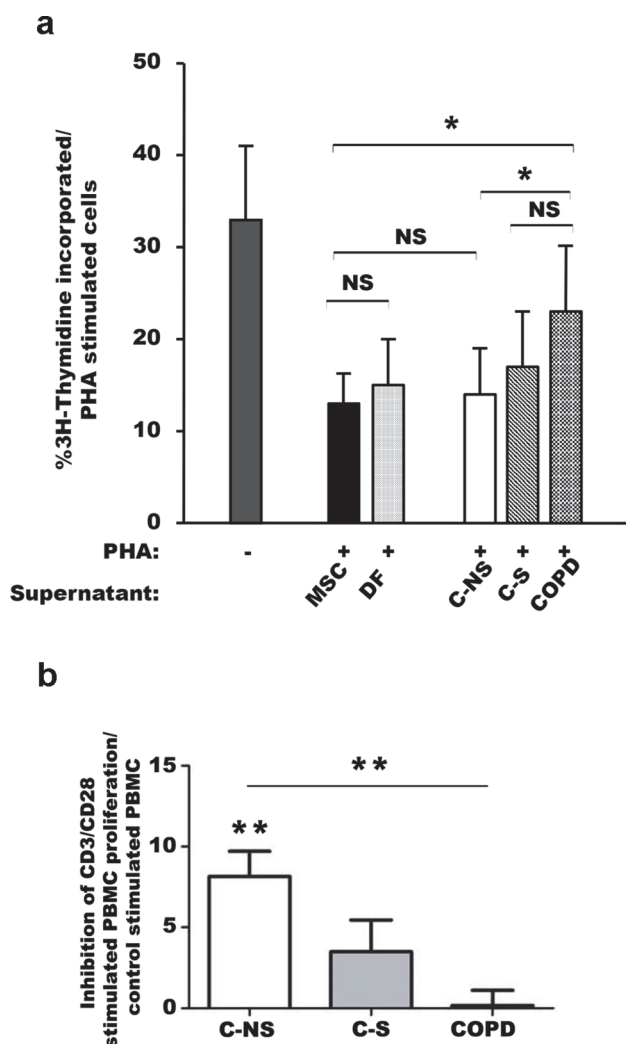 a
%3H-Thymidine incorporated/
PHA stimulated cells
50
40
30
20
10
0
*
*
NS
NS
NS
PHA: - + + + + +
Supernatant: MSC DF C-NS C-S COPD
b
Inhibition of CD3/CD28
stimulated PBMC proliferation/
control stimulated PBMC
15
10
5
0
**
**
C-NS C-S COPD